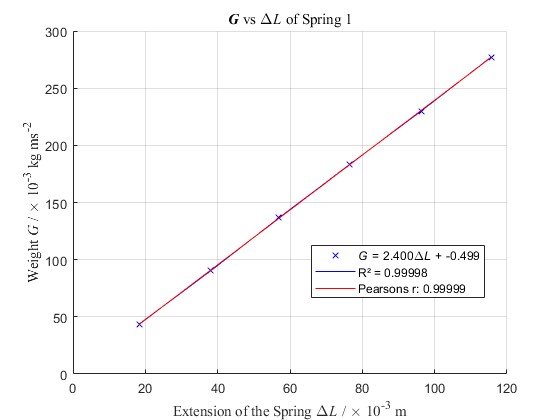 G vs ΔL of Spring 1
Weight G / × 10⁻³ kg ms⁻²
300
250
200
150
100
50
0
G = 2.400ΔL + -0.499
R² = 0.99998
Pearsons r: 0.99999
0 20 40 60 80 100 120
Extension of the Spring ΔL / × 10⁻³ m